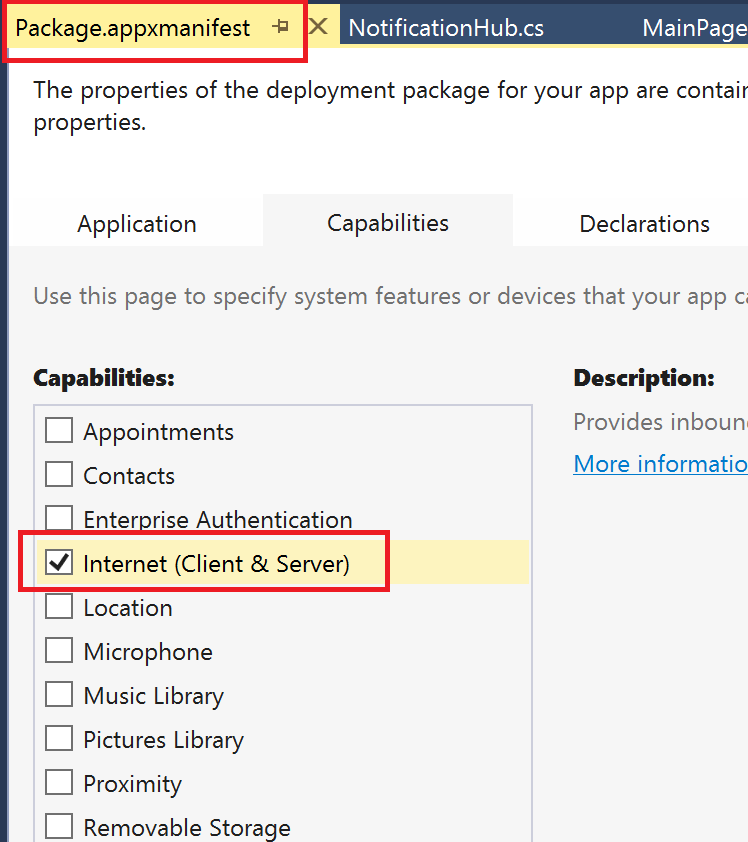 Package.appxmanifest NotificationHub.cs MainPage
The properties of the deployment package for your app are contain
properties.
Application Capabilities Declarations
Use this page to specify system features or devices that your app ca
Capabilities: Description:
Appointments Provides inboun
Contacts More informatio
Enterprise Authentication
Internet (Client & Server)
Location
Microphone
Music Library
Pictures Library
Proximity
Removable Storage